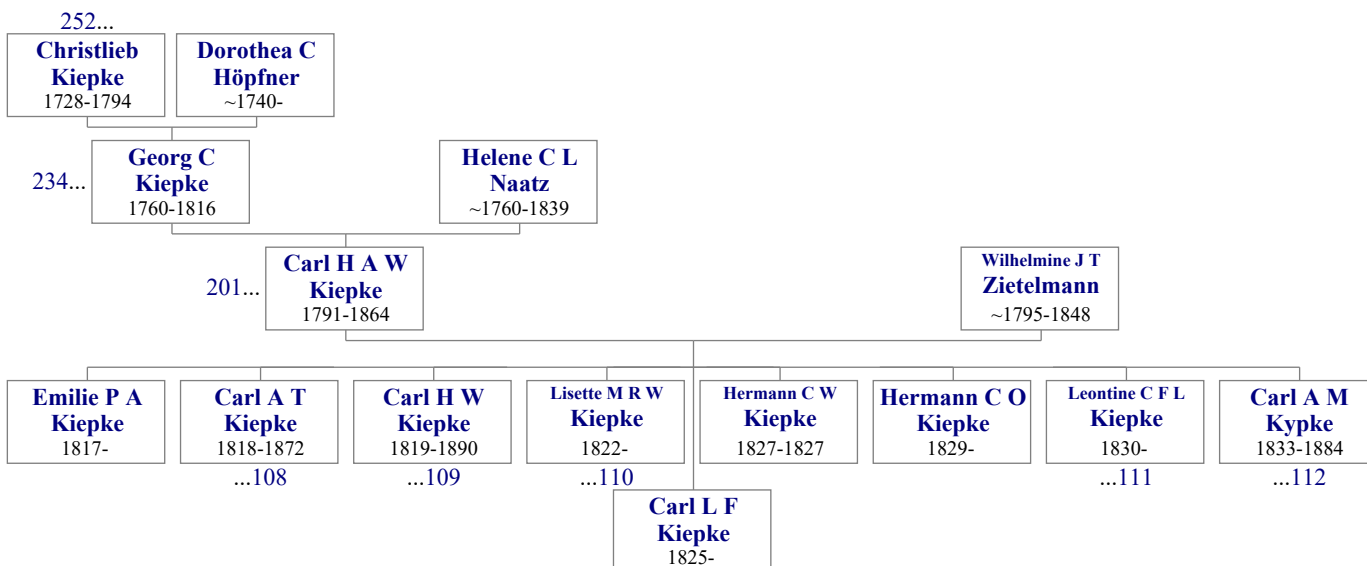 252...
Christlieb
Kiepke
1728-1794
Dorothea C
Höpfner
~1740-
234...
Georg C
Kiepke
1760-1816
Helene C L
Naatz
~1760-1839
201...
Carl H A W
Kiepke
1791-1864
Wilhelmine J T
Zietelmann
~1795-1848
Emilie P A
Kiepke
1817-
Carl A T
Kiepke
1818-1872
...108
Carl H W
Kiepke
1819-1890
...109
Lisette M R W
Kiepke
1822-
...110
Hermann C W
Kiepke
1827-1827
Hermann C O
Kiepke
1829-
Leontine C F L
Kiepke
1830-
...111
Carl A M
Kypke
1833-1884
...112
Carl L F
Kiepke
1825-